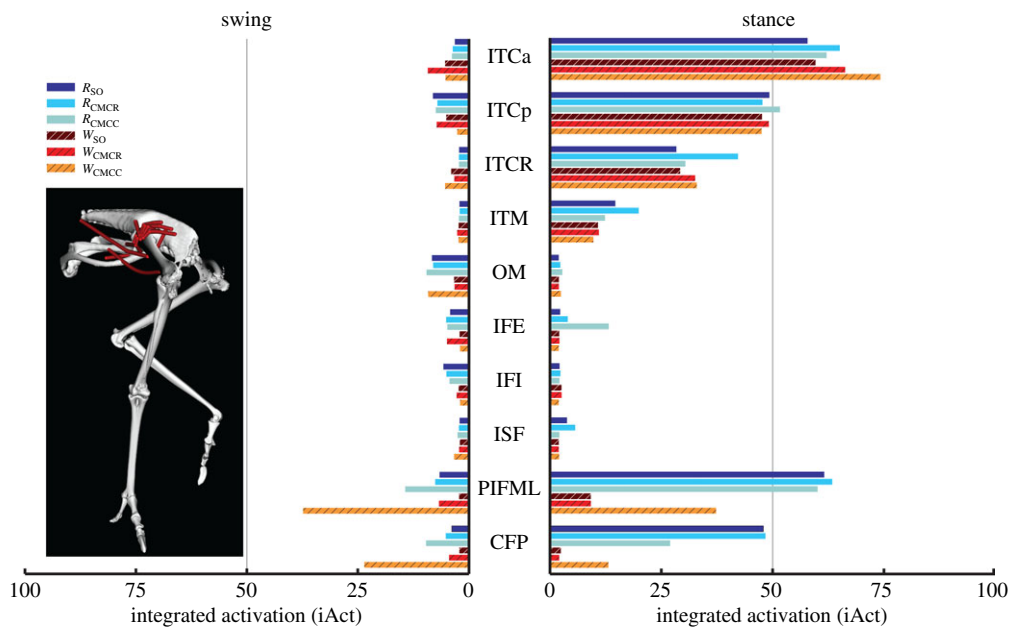 swing
stance
R_SO
R_CMCR
R_CMCC
W_SO
W_CMCR
W_CMCC
ITCa
ITCp
ITCR
ITM
OM
IFE
IFI
ISF
PIFML
CFP
100 75 50 25 0
0 25 50 75 100
integrated activation (iAct)
integrated activation (iAct)